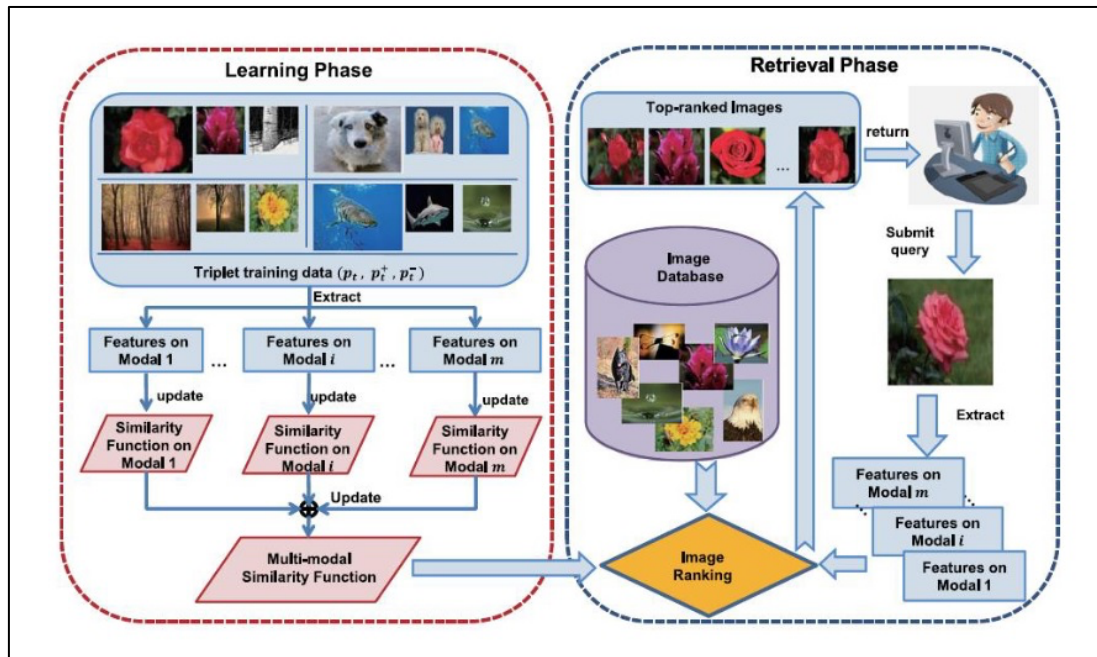 Learning Phase
Triplet training data (p_t , p_t^+ , p_t^-)
Extract
Features on
Modal 1
...
Features on
Modal i
...
Features on
Modal m
update
update
update
Similarity
Function on
Modal 1
Similarity
Function on
Modal i
Similarity
Function on
Modal m
Update
Multi-modal
Similarity Function
Retrieval Phase
Top-ranked Images
...
return
Submit
query
Image
Database
Extract
Features on
Modal m
Features on
Modal i
Features on
Modal 1
Image
Ranking